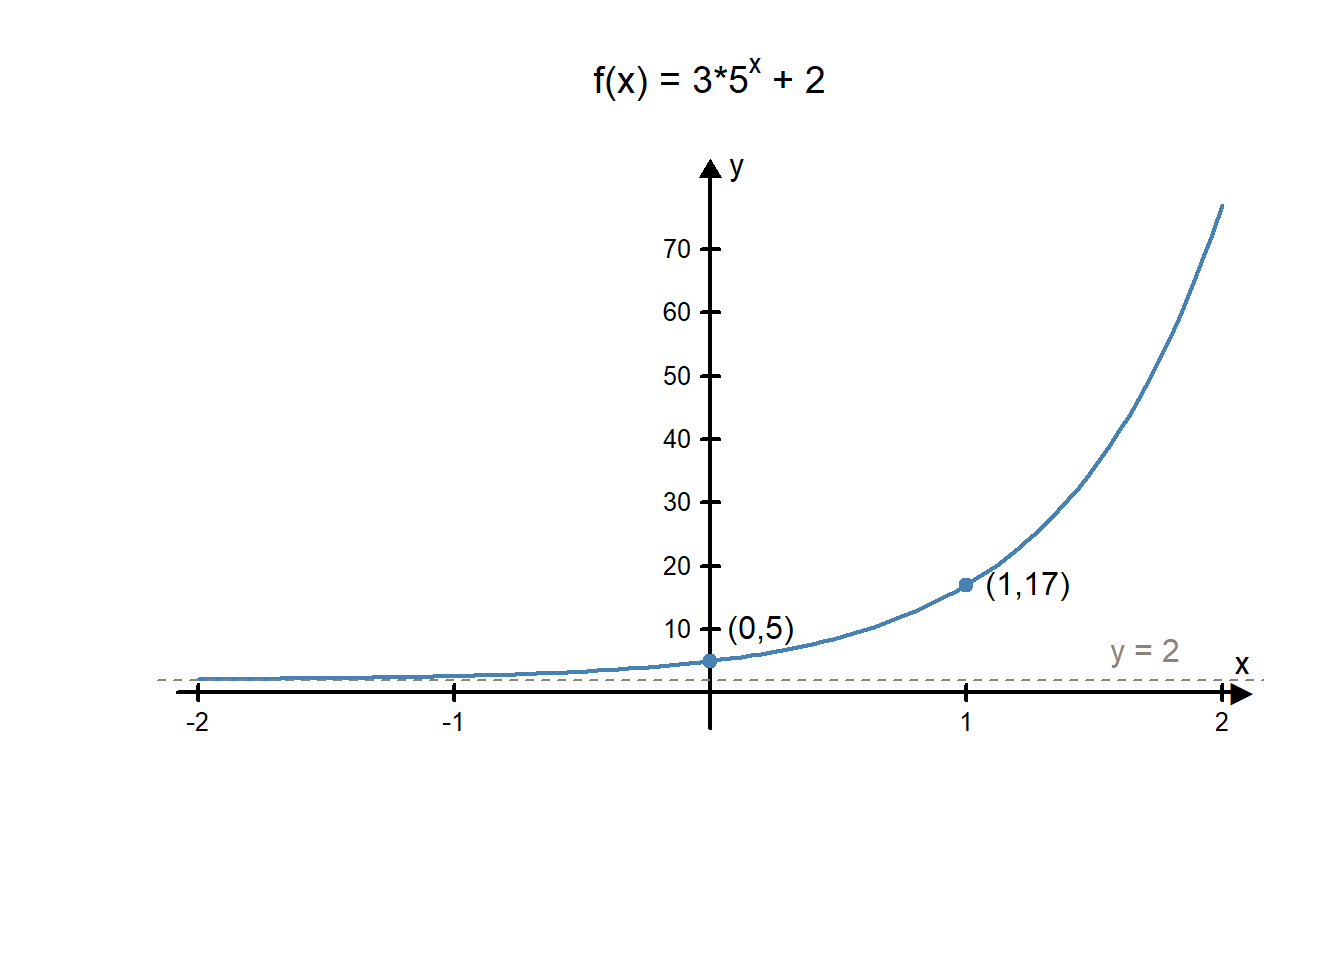 f(x) = 3*5^x + 2
y
70
60
50
40
30
20
(1,17)
10 (0,5)
y = 2
x
-2 -1 1 2